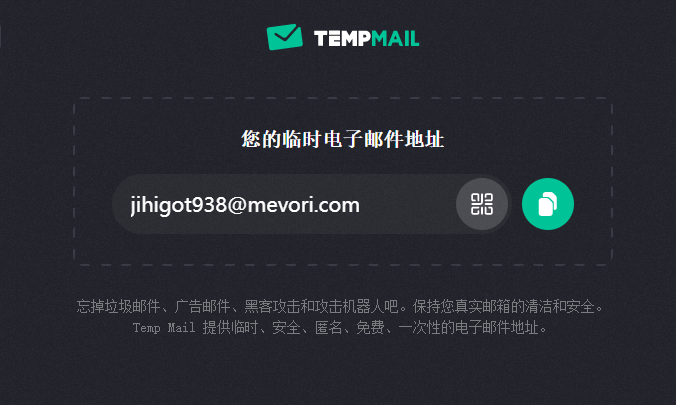 TEMPMAIL
您的临时电子邮件地址
jihigot938@mevori.com
忘掉垃圾邮件、广告邮件、黑客攻击和攻击机器人吧。保持您真实邮箱的清洁和安全。
Temp Mail 提供临时、安全、匿名、免费、一次性的电子邮件地址。